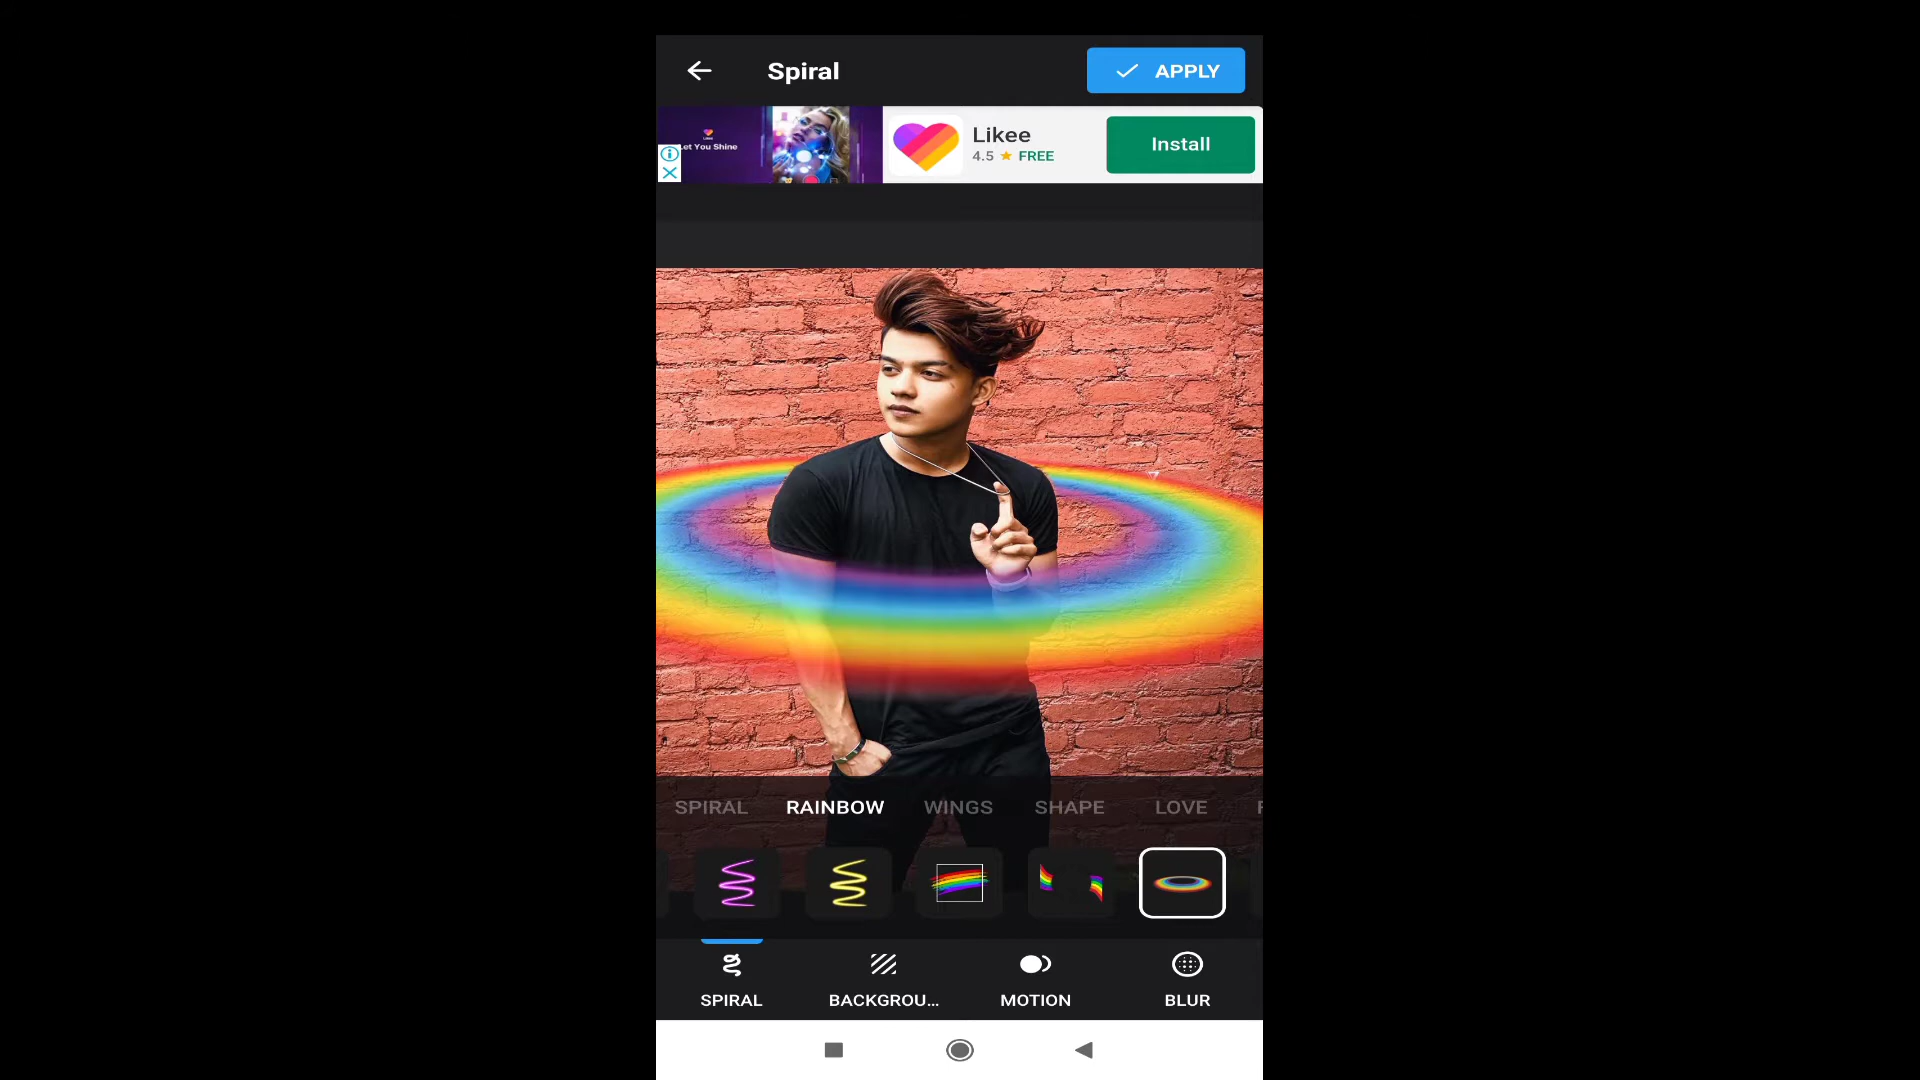 Spiral
APPLY
Let You Shine
Likee
4.5 ★ FREE
Install
SPIRAL RAINBOW WINGS SHAPE LOVE
SPIRAL BACKGROU... MOTION BLUR